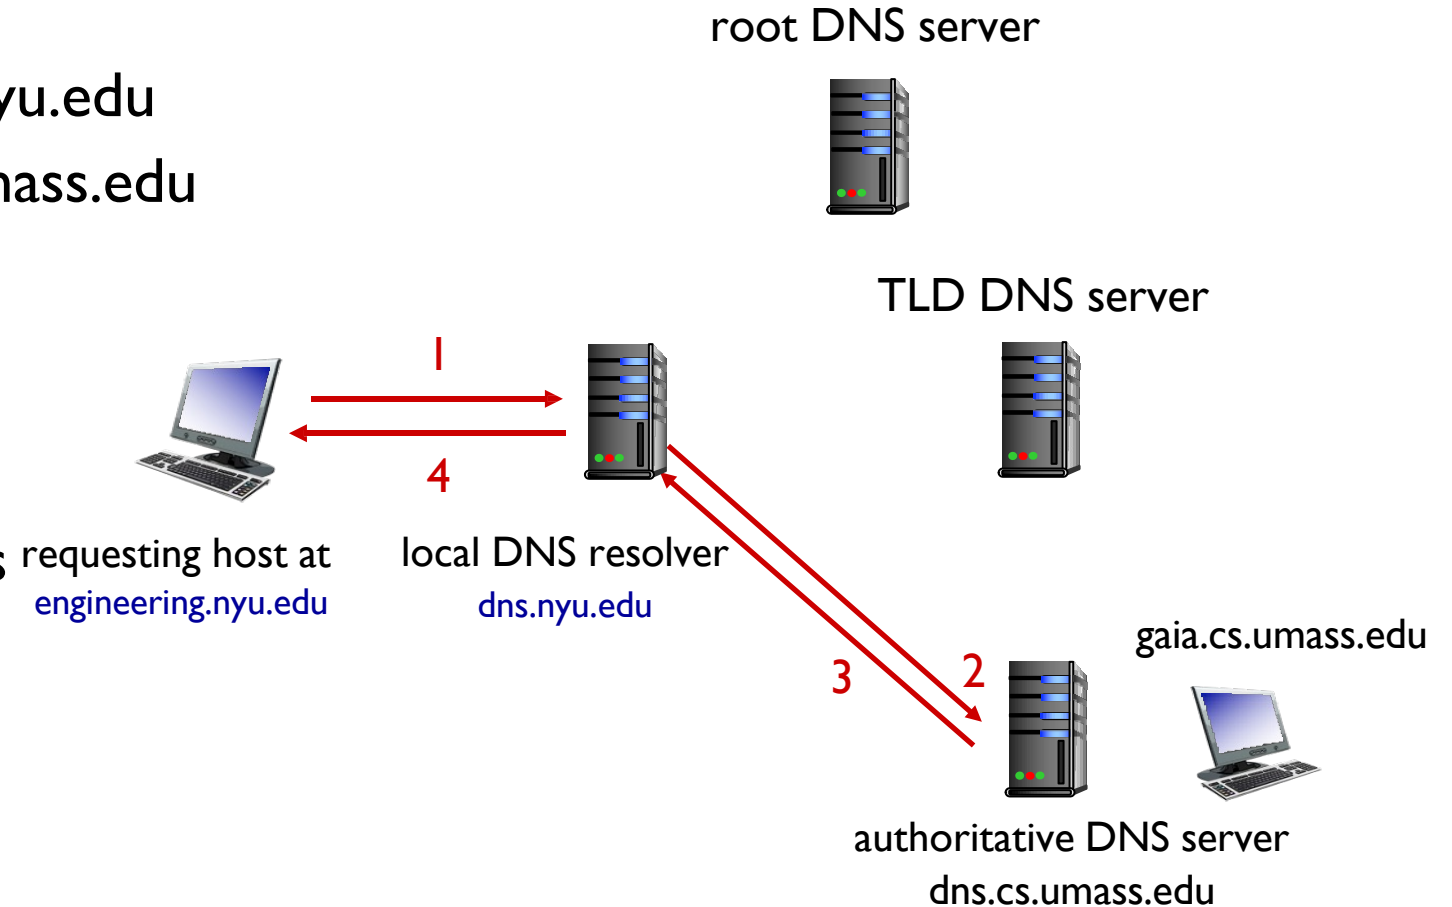 root DNS server
yu.edu
mass.edu
TLD DNS server
1
4
s
requesting host at
engineering.nyu.edu
local DNS resolver
dns.nyu.edu
gaia.cs.umass.edu
3
2
authoritative DNS server
dns.cs.umass.edu